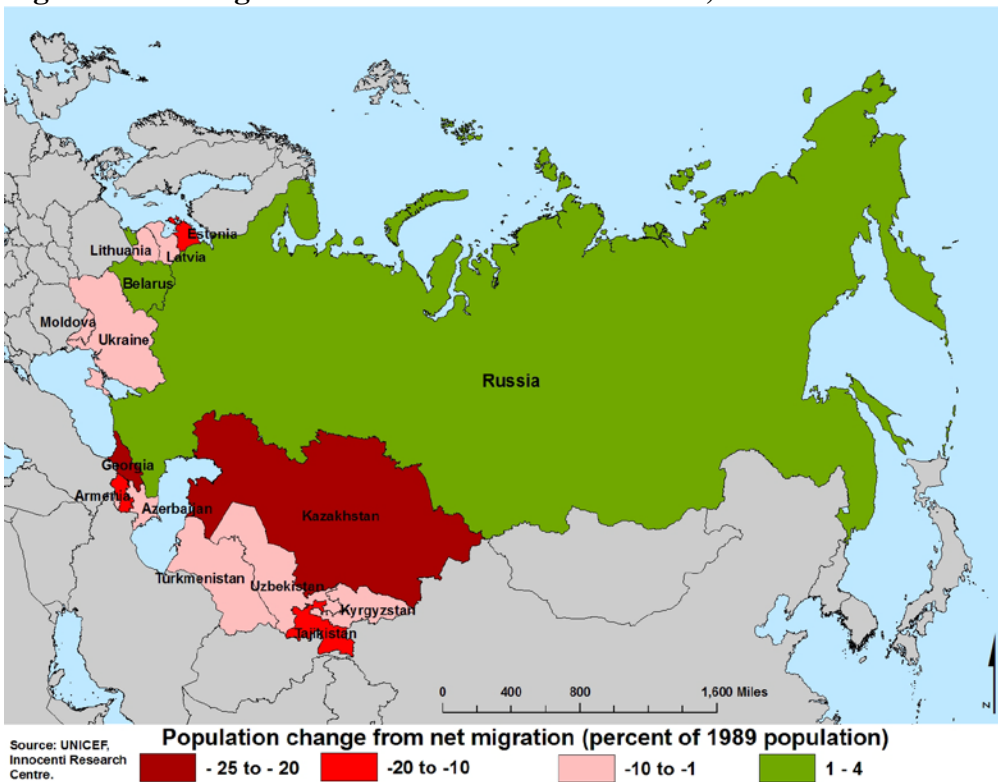 Estonia
Lithuania
Latvia
Belarus
Moldova
Ukraine
Russia
Georgia
Armenia
Azerbaijan
Kazakhstan
Turkmenistan
Uzbekistan
Kyrgyzstan
Tajikistan
0 400 800 1,600 Miles
N
Population change from net migration (percent of 1989 population)
Source: UNICEF,
Innocenti Research
Centre.
- 25 to - 20
-20 to -10
-10 to -1
1 - 4